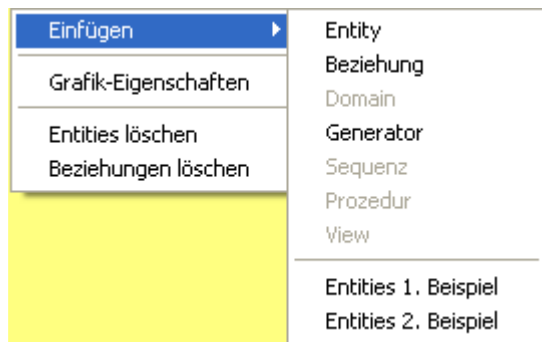 Einfügen
Grafik-Eigenschaften
Entities löschen
Beziehungen löschen
Entity
Beziehung
Domain
Generator
Sequenz
Prozedur
View
Entities 1. Beispiel
Entities 2. Beispiel